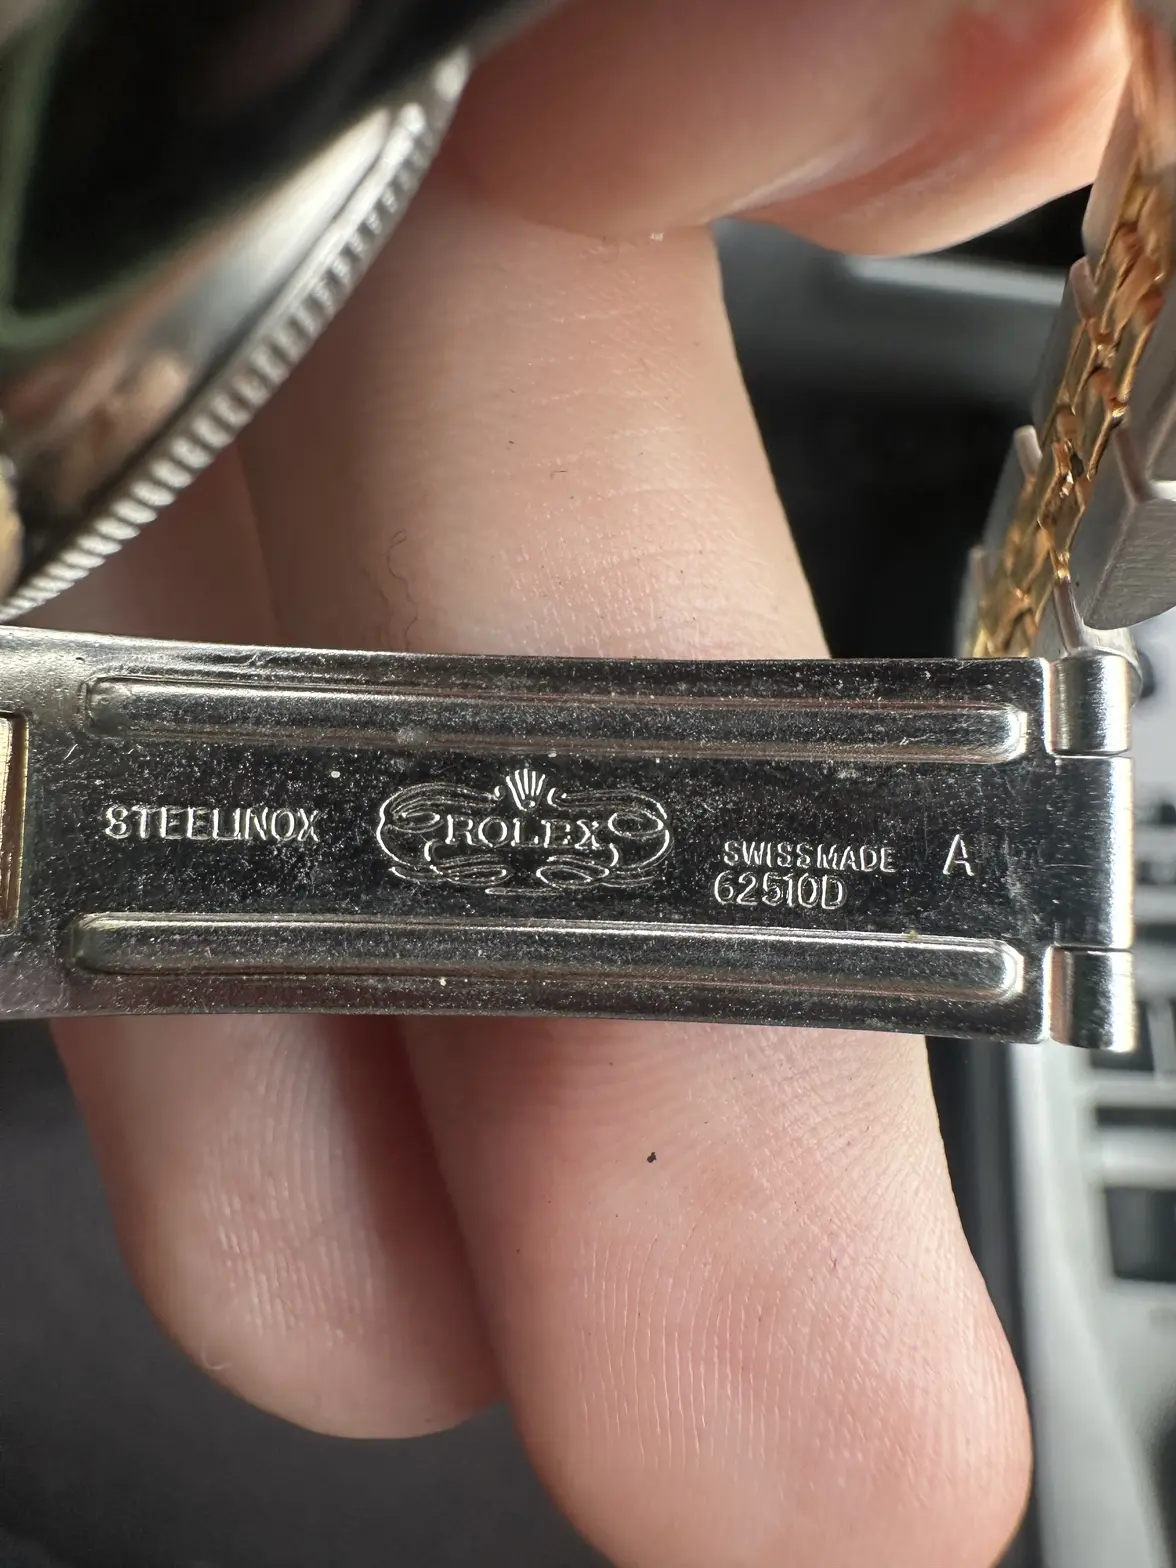 STEELINOX
ROLEX
SWISS MADE
62510D
A